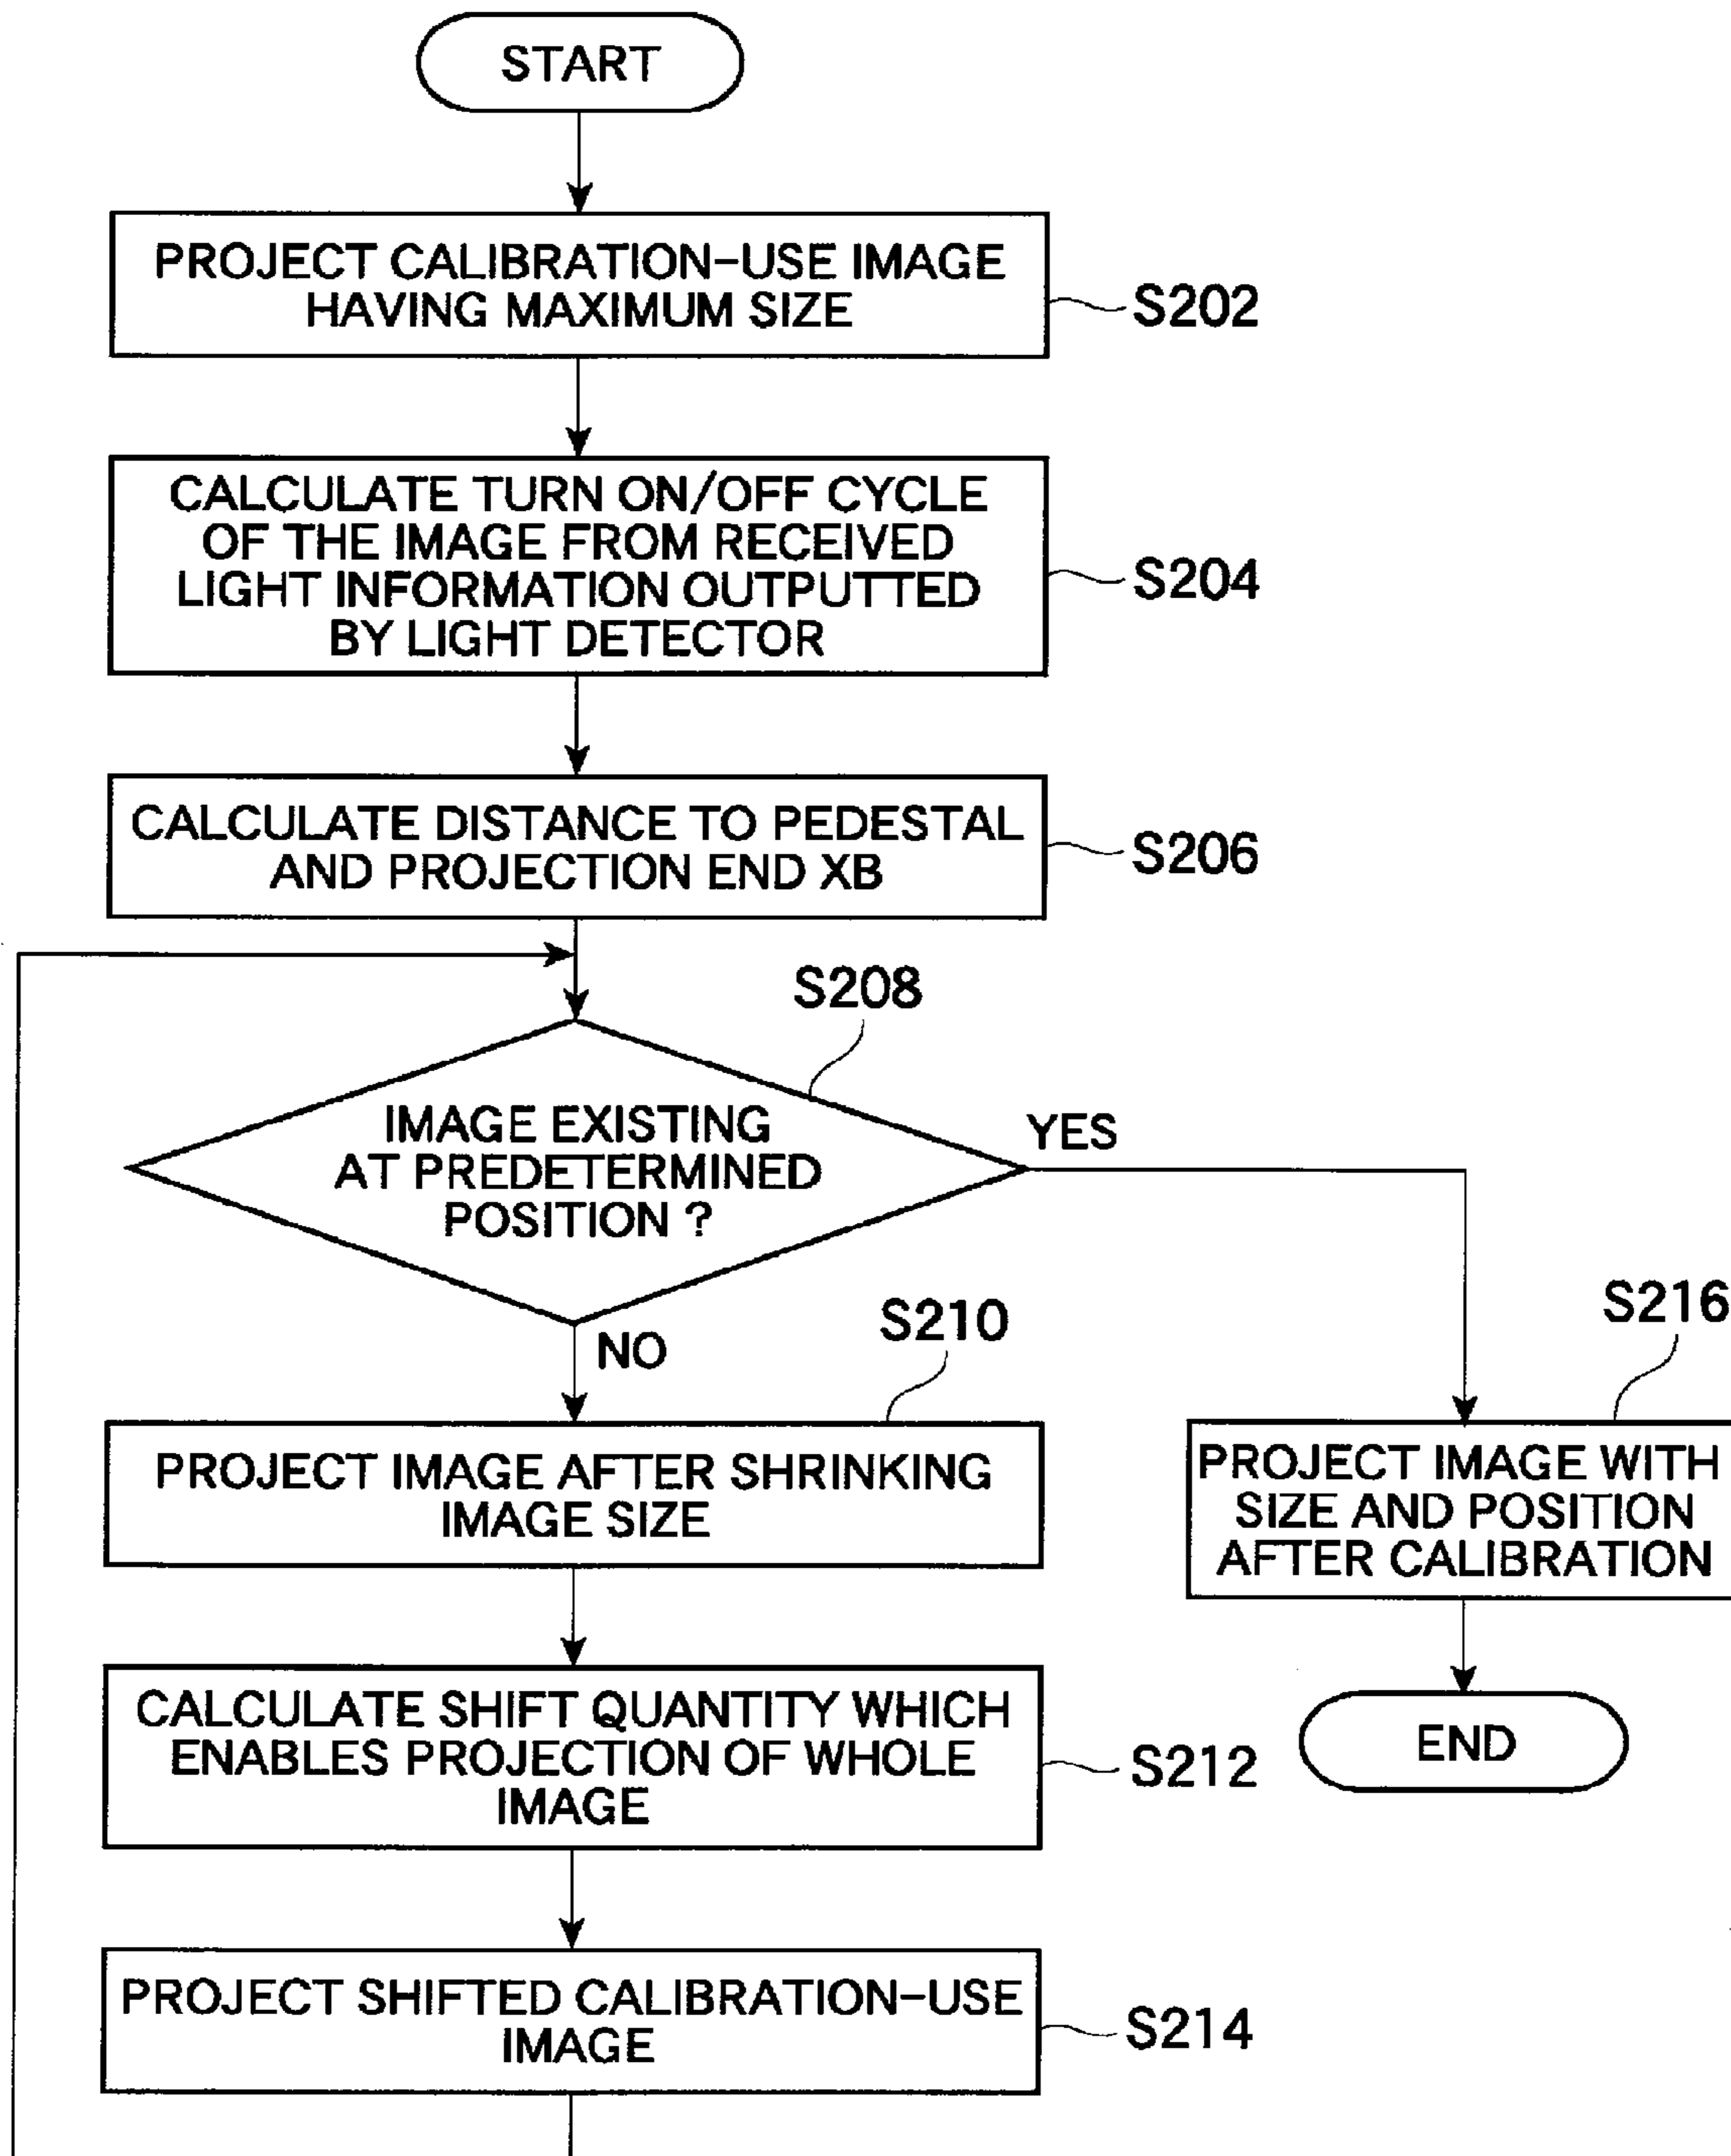 START
PROJECT CALIBRATION-USE IMAGE
HAVING MAXIMUM SIZE
S202
CALCULATE TURN ON/OFF CYCLE
OF THE IMAGE FROM RECEIVED
LIGHT INFORMATION OUTPUTTED
BY LIGHT DETECTOR
S204
CALCULATE DISTANCE TO PEDESTAL
AND PROJECTION END XB
S206
S208
IMAGE EXISTING
AT PREDETERMINED
POSITION ?
YES
NO
S210
PROJECT IMAGE AFTER SHRINKING
IMAGE SIZE
S216
PROJECT IMAGE WITH
SIZE AND POSITION
AFTER CALIBRATION
CALCULATE SHIFT QUANTITY WHICH
ENABLES PROJECTION OF WHOLE
IMAGE
S212
END
PROJECT SHIFTED CALIBRATION-USE
IMAGE
S214